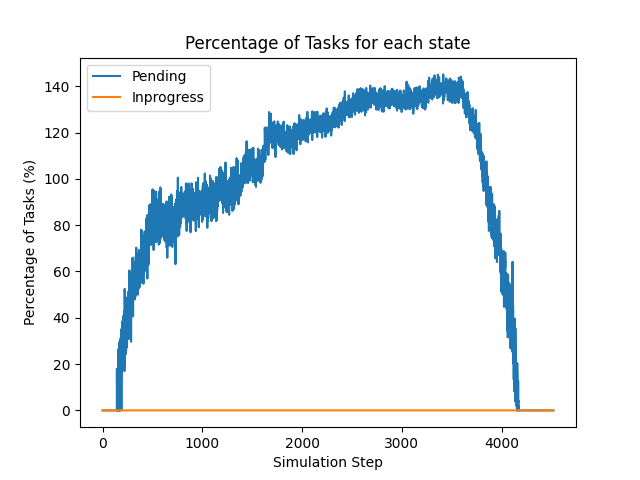 Percentage of Tasks for each state
Pending
Inprogress
Percentage of Tasks (%)
140
120
100
80
60
40
20
0
0 1000 2000 3000 4000
Simulation Step